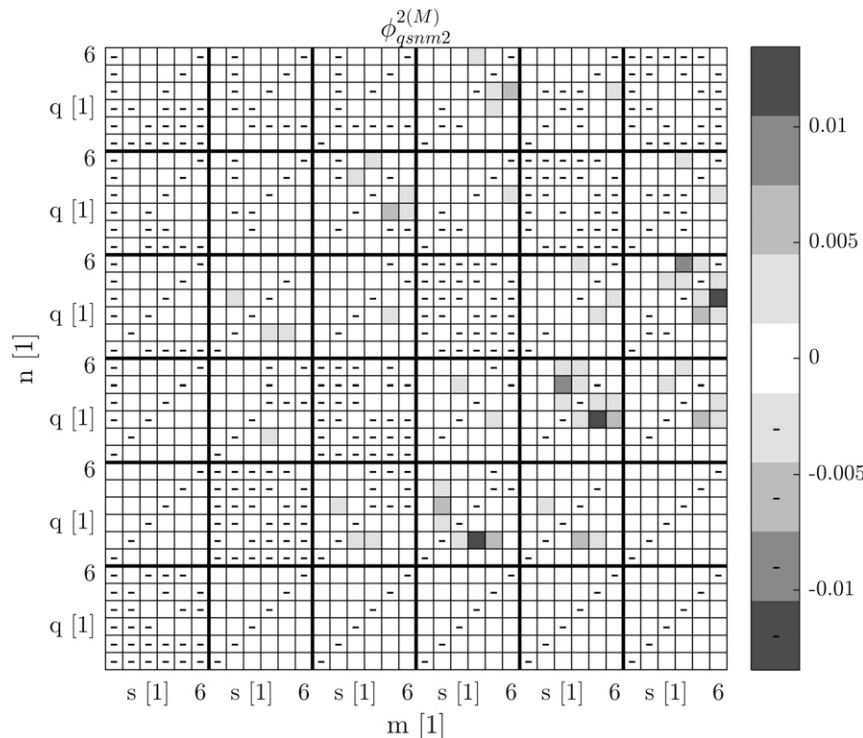 ϕ^{2(M)}_{qsnm2}
6
q [1]
6
q [1]
6
q [1]
6
q [1]
6
q [1]
6
q [1]
n [1]
s [1] 6 s [1] 6 s [1] 6 s [1] 6 s [1] 6 s [1] 6
m [1]
0.01
0.005
0
-0.005
-0.01